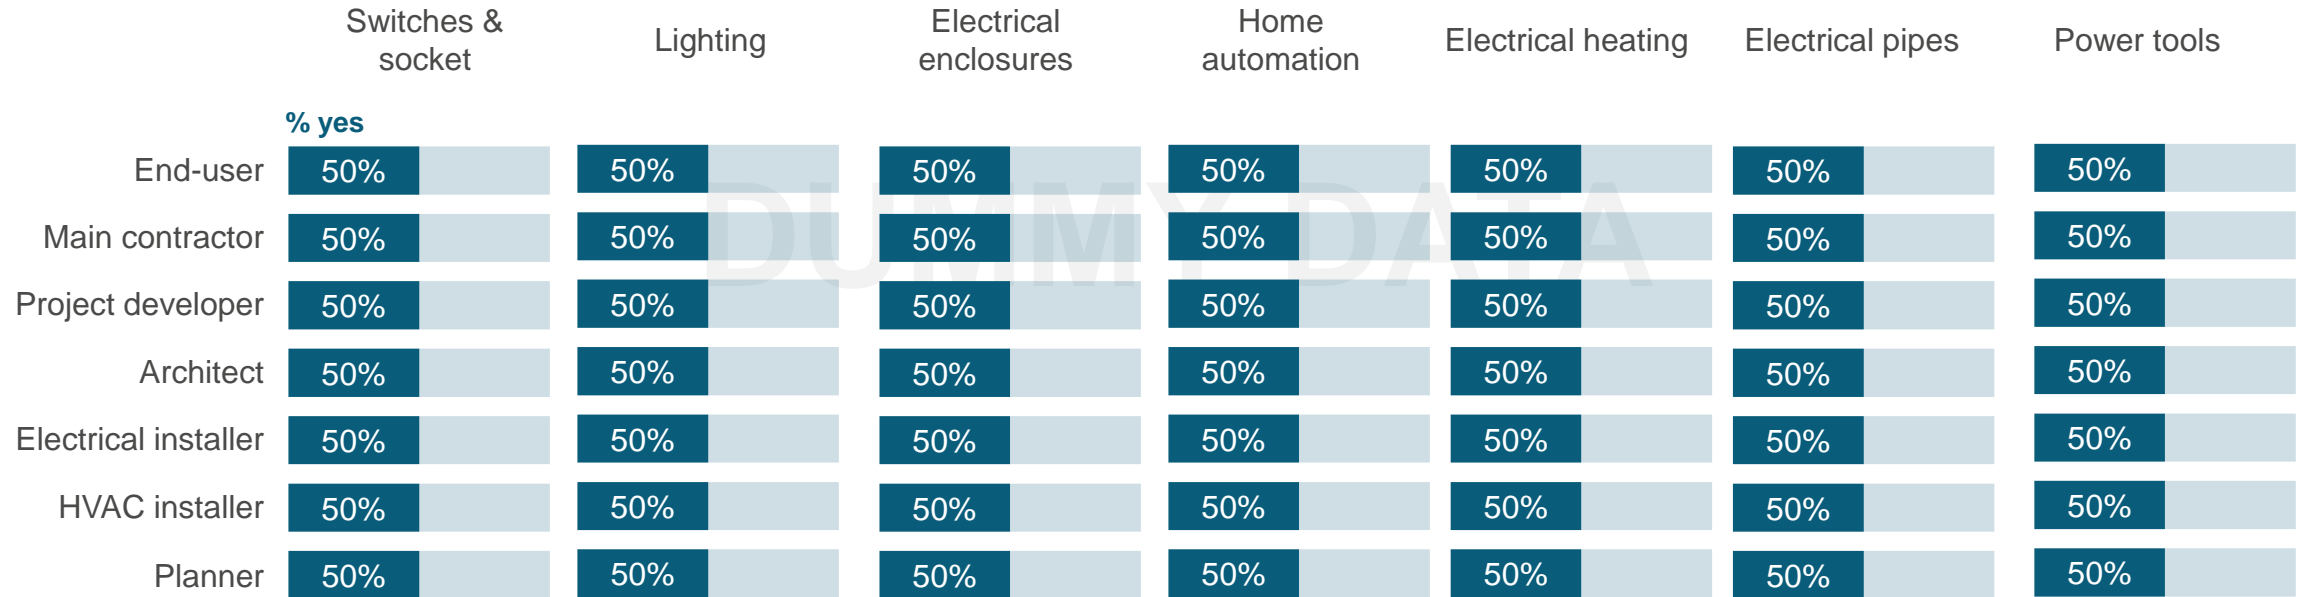 Switches & socket Lighting Electrical enclosures Home automation Electrical heating Electrical pipes Power tools
% yes
End-user 50% 50% 50% 50% 50% 50% 50%
DUMMY DATA
Main contractor 50% 50% 50% 50% 50% 50% 50%
Project developer 50% 50% 50% 50% 50% 50% 50%
Architect 50% 50% 50% 50% 50% 50% 50%
Electrical installer 50% 50% 50% 50% 50% 50% 50%
HVAC installer 50% 50% 50% 50% 50% 50% 50%
Planner 50% 50% 50% 50% 50% 50% 50%